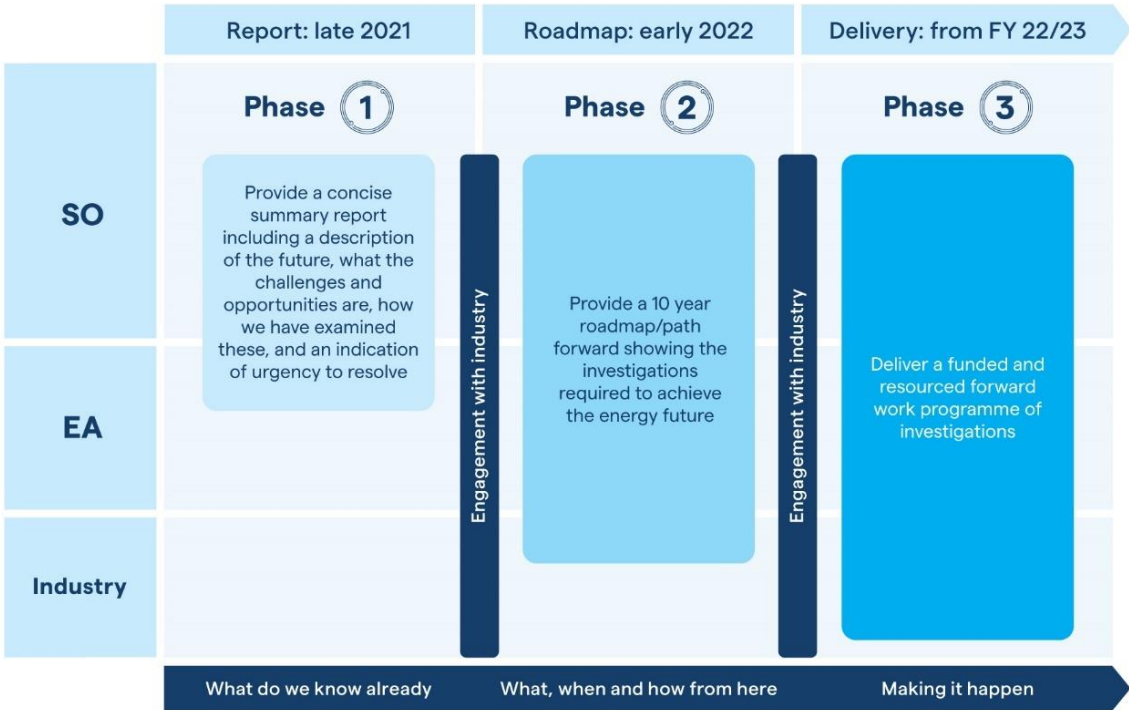 Report: late 2021
Roadmap: early 2022
Delivery: from FY 22/23
Phase 1
Phase 2
Phase 3
SO
EA
Industry
Provide a concise
summary report
including a description
of the future, what the
challenges and
opportunities are, how
we have examined
these, and an indication
of urgency to resolve
Engagement with industry
Provide a 10 year
roadmap/path
forward showing the
investigations
required to achieve
the energy future
Engagement with industry
Deliver a funded and
resourced forward
work programme of
investigations
What do we know already
What, when and how from here
Making it happen